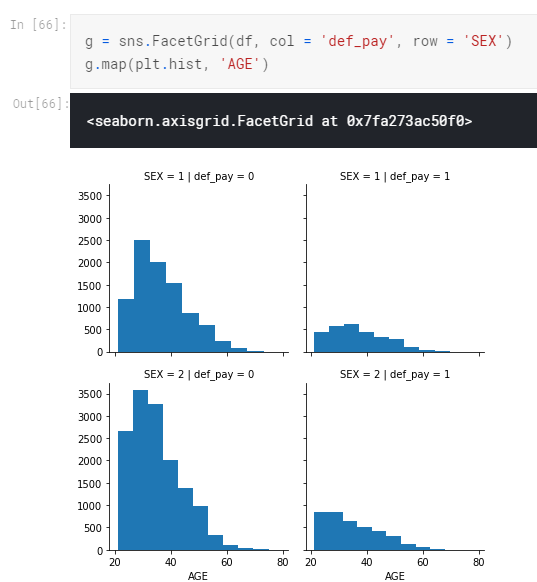 In [66]:
g = sns.FacetGrid(df, col = 'def_pay', row = 'SEX')
g.map(plt.hist, 'AGE')
Out[66]:
<seaborn.axisgrid.FacetGrid at 0x7fa273ac50f0>
SEX = 1 | def_pay = 0 SEX = 1 | def_pay = 1
3500
3000
2500
2000
1500
1000
500
0
SEX = 2 | def_pay = 0 SEX = 2 | def_pay = 1
3500
3000
2500
2000
1500
1000
500
0
20 40 60 80 20 40 60 80
AGE AGE